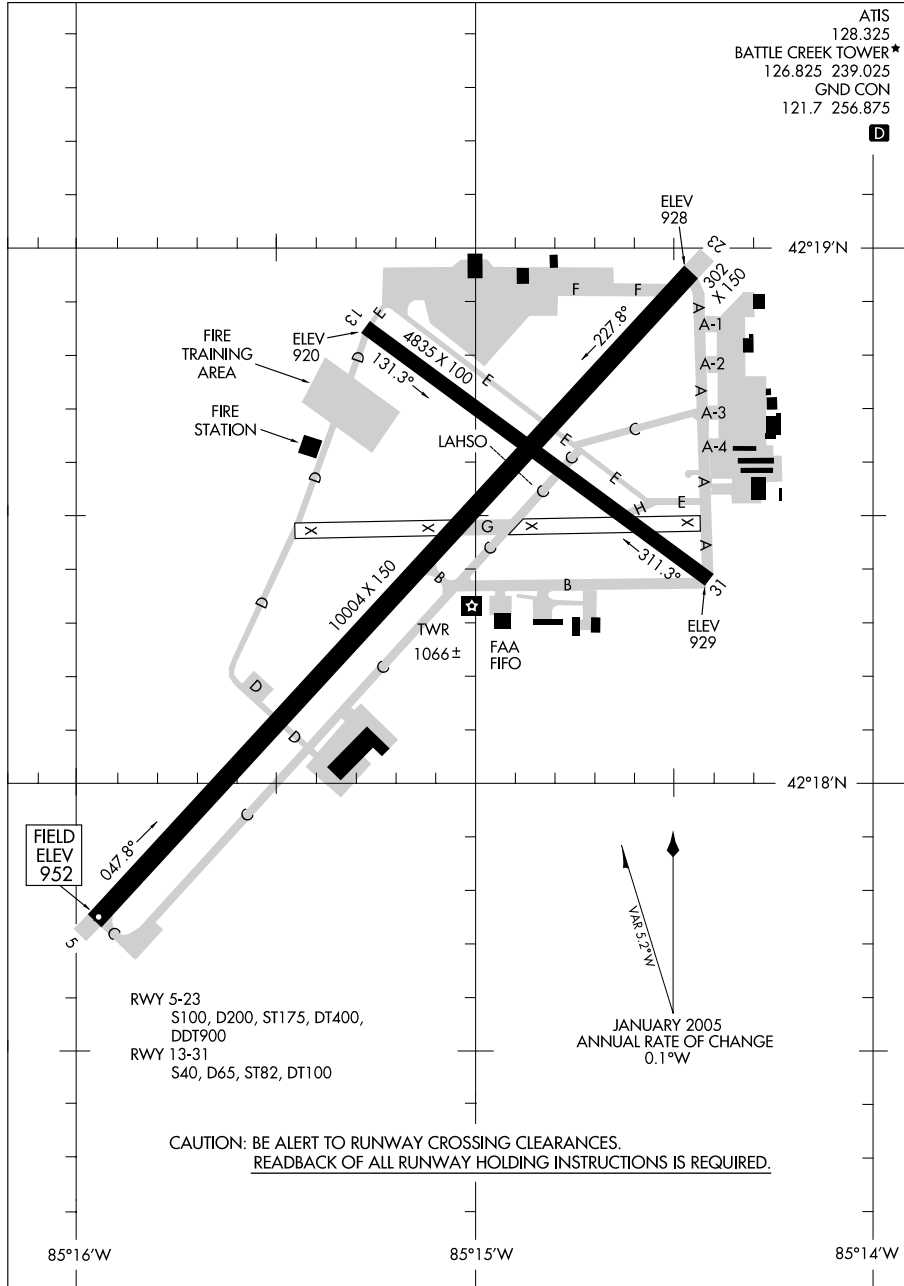 ATIS
128.325
BATTLE CREEK TOWER★
126.825 239.025
GND CON
121.7 256.875
D
ELEV
928
23
42°19'N
302
X 150
F F
A
A-1
227.8°
13
E
ELEV
920
4835 X 100
131.3°
D
FIRE
TRAINING
AREA
E
A-2
A
A-3
C
FIRE
STATION
LAHSO
E
C
A-4
D
E
A
C
H
E
X
X
G
X
X
C
A
311.3°
B
B
31
10004 X 150
D
TWR
1066±
FAA
FIFO
ELEV
929
C
D
D
42°18'N
C
FIELD
ELEV
952
047.8°
C
5
VAR 5.2°W
RWY 5-23
S100, D200, ST175, DT400,
DDT900
RWY 13-31
S40, D65, ST82, DT100
JANUARY 2005
ANNUAL RATE OF CHANGE
0.1°W
CAUTION: BE ALERT TO RUNWAY CROSSING CLEARANCES.
READBACK OF ALL RUNWAY HOLDING INSTRUCTIONS IS REQUIRED.
85°16'W
85°15'W
85°14'W